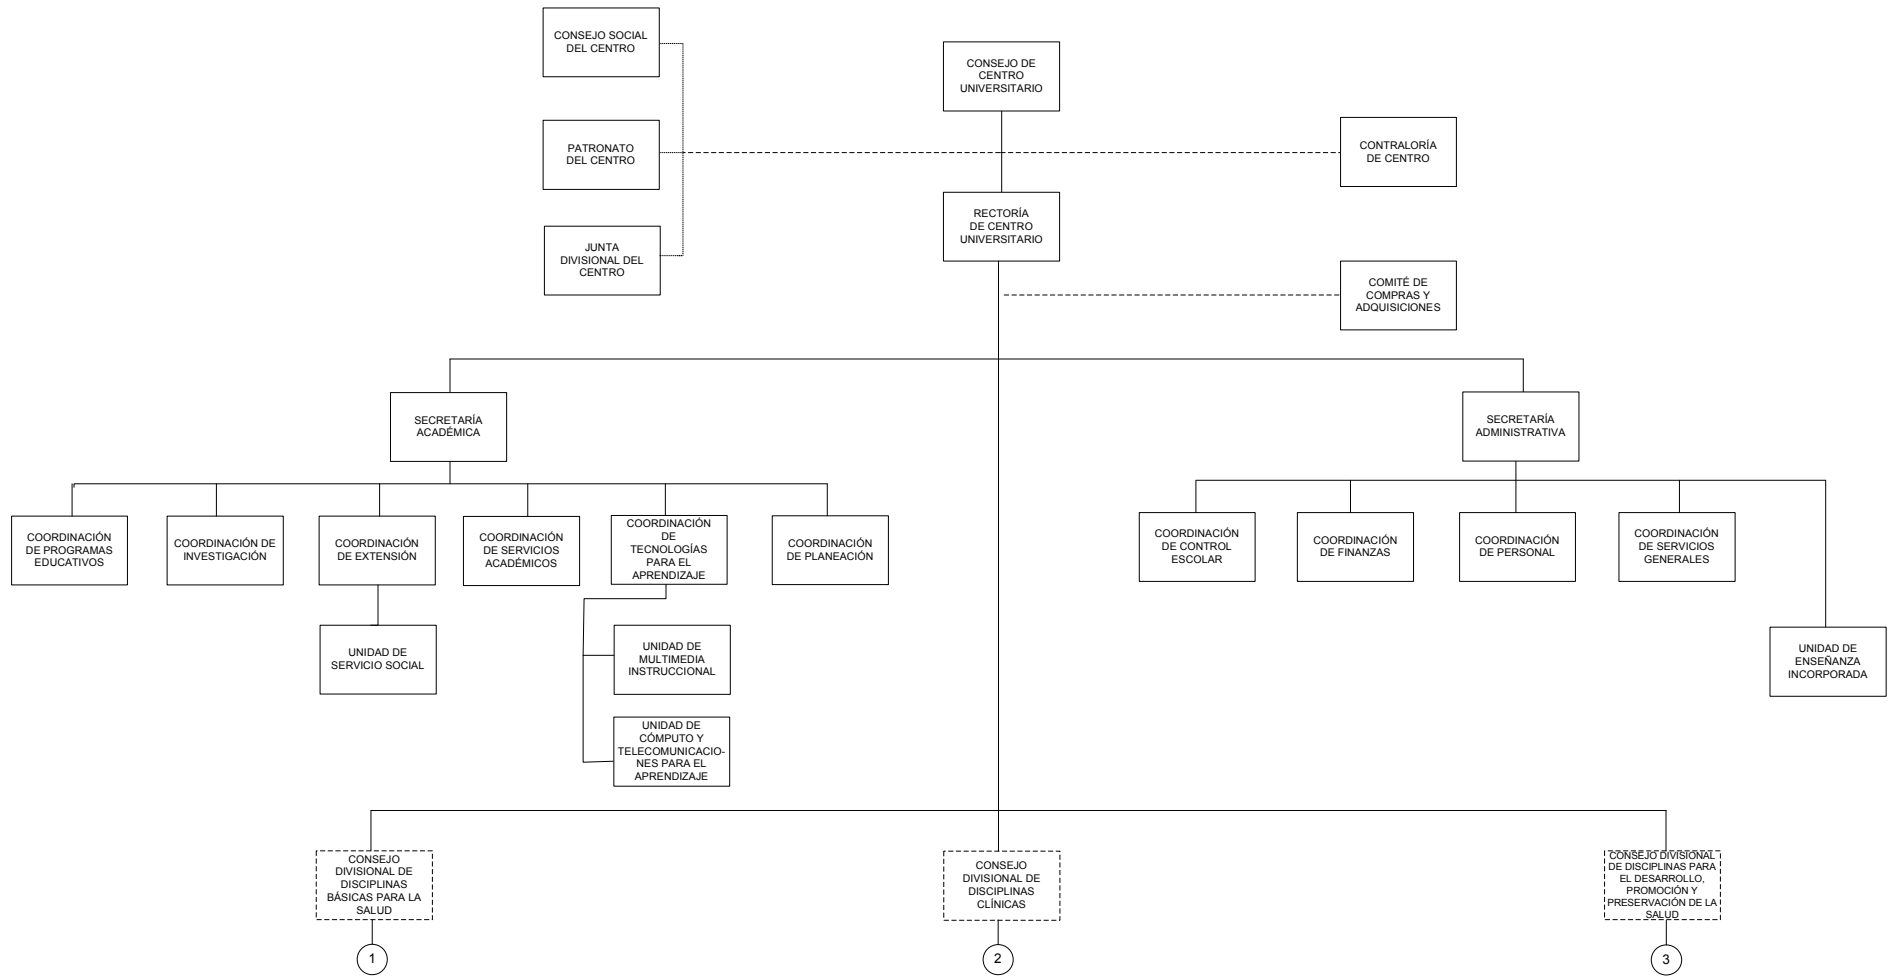 CONSEJO SOCIAL
DEL CENTRO
CONSEJO DE
CENTRO
UNIVERSITARIO
PATRONATO
DEL CENTRO
CONTRALORÍA
DE CENTRO
RECTORÍA
DE CENTRO
UNIVERSITARIO
JUNTA
DIVISIONAL DEL
CENTRO
COMITÉ DE
COMPRAS Y
ADQUISICIONES
SECRETARÍA
ACADÉMICA
SECRETARÍA
ADMINISTRATIVA
COORDINACIÓN
DE PROGRAMAS
EDUCATIVOS
COORDINACIÓN DE
INVESTIGACIÓN
COORDINACIÓN
DE EXTENSIÓN
COORDINACIÓN
DE SERVICIOS
ACADÉMICOS
COORDINACIÓN
DE
TECNOLOGÍAS
PARA EL
APRENDIZAJE
COORDINACIÓN
DE PLANEACIÓN
COORDINACIÓN
DE CONTROL
ESCOLAR
COORDINACIÓN
DE FINANZAS
COORDINACIÓN
DE PERSONAL
COORDINACIÓN
DE SERVICIOS
GENERALES
UNIDAD DE
SERVICIO SOCIAL
UNIDAD DE
MULTIMEDIA
INSTRUCCIONAL
UNIDAD DE
ENSEÑANZA
INCORPORADA
UNIDAD DE
CÓMPUTO Y
TELECOMUNICACIO-
NES PARA EL
APRENDIZAJE
CONSEJO
DIVISIONAL DE
DISCIPLINAS
BÁSICAS PARA LA
SALUD
CONSEJO
DIVISIONAL DE
DISCIPLINAS
CLÍNICAS
CONSEJO DIVISIONAL
DE DISCIPLINAS PARA
EL DESARROLLO,
PROMOCIÓN Y
PRESERVACIÓN DE LA
SALUD
1
2
3